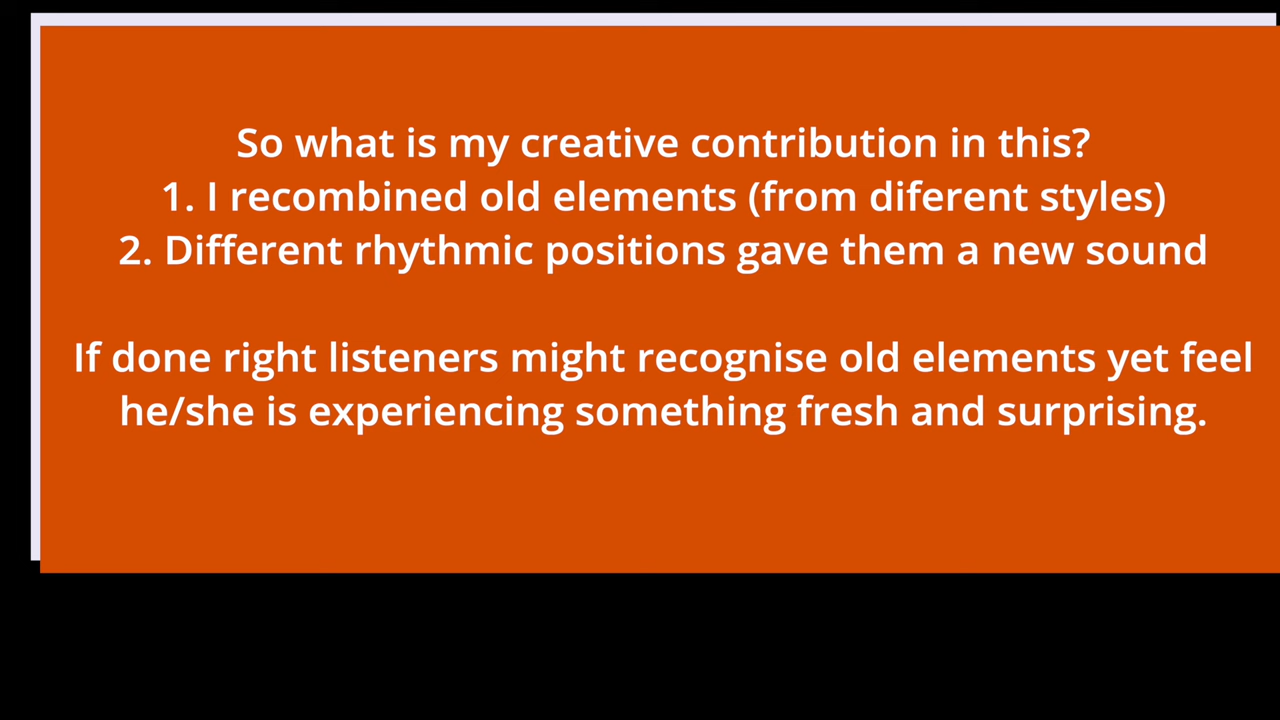 So what is my creative contribution in this?
1. I recombined old elements (from diferent styles)
2. Different rhythmic positions gave them a new sound
If done right listeners might recognise old elements yet feel
he/she is experiencing something fresh and surprising.